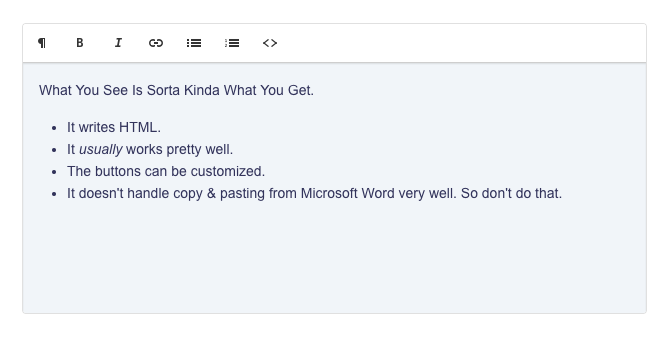 ¶ B I <>
What You See Is Sorta Kinda What You Get.
• It writes HTML.
• It usually works pretty well.
• The buttons can be customized.
• It doesn't handle copy & pasting from Microsoft Word very well. So don't do that.